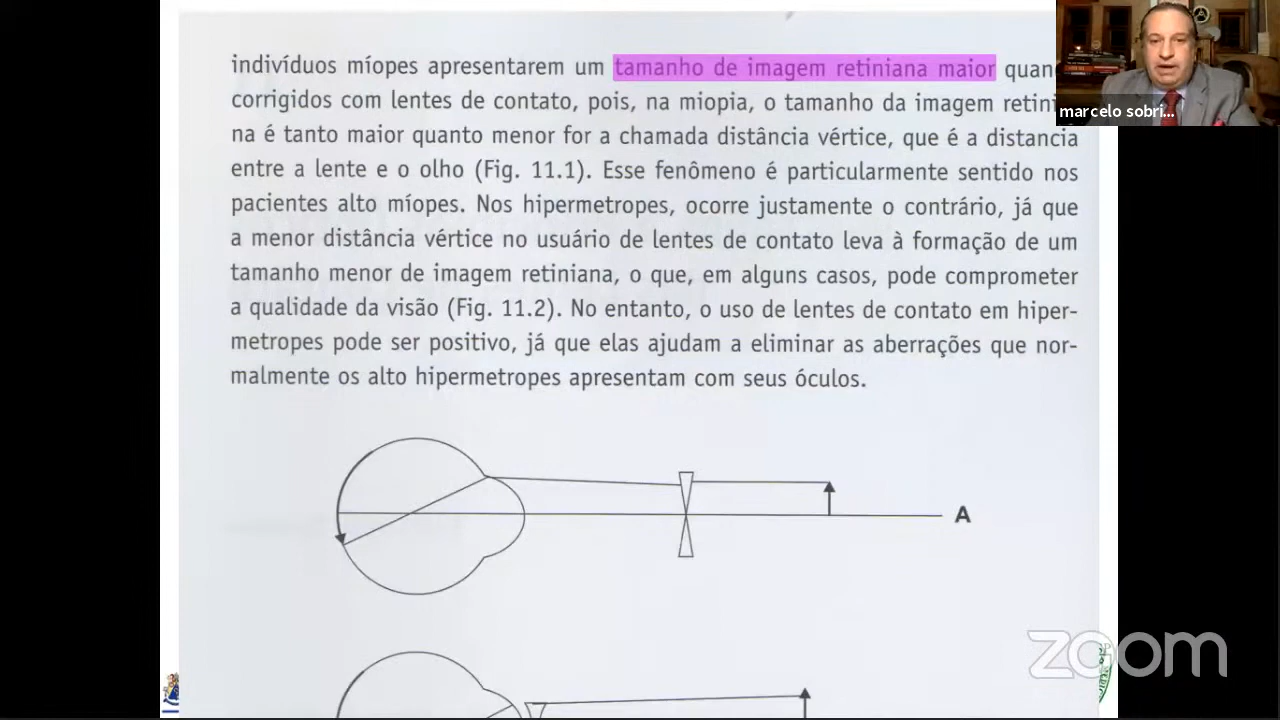 indivíduos míopes apresentarem um tamanho de imagem retiniana maior quan
corrigidos com lentes de contato, pois, na miopia, o tamanho da imagem retini
na é tanto maior quanto menor for a chamada distância vértice, que é a distancia
entre a lente e o olho (Fig. 11.1). Esse fenômeno é particularmente sentido nos
pacientes alto míopes. Nos hipermetropes, ocorre justamente o contrário, já que
a menor distância vértice no usuário de lentes de contato leva à formação de um
tamanho menor de imagem retiniana, o que, em alguns casos, pode comprometer
a qualidade da visão (Fig. 11.2). No entanto, o uso de lentes de contato em hiper-
metropes pode ser positivo, já que elas ajudam a eliminar as aberrações que nor-
malmente os alto hipermetropes apresentam com seus óculos.
marcelo sobri...
A
zoom